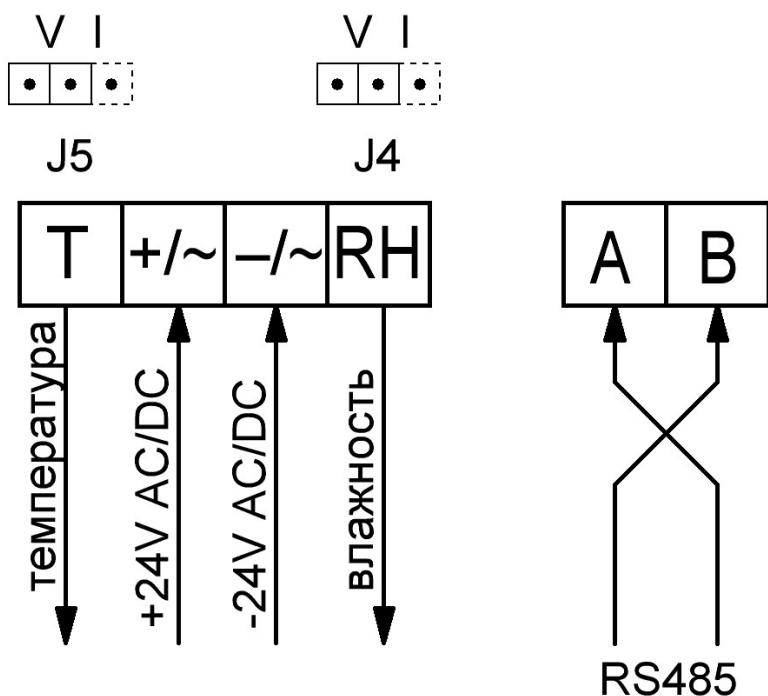 V I
V I
J5
J4
T
+/~
–/~
RH
A
B
температура
+24V AC/DC
-24V AC/DC
влажность
RS485